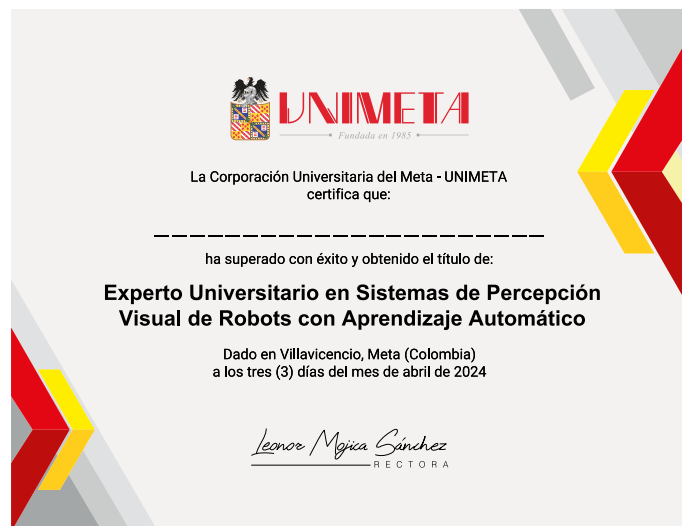 UNIMETA
Fundada en 1985
La Corporación Universitaria del Meta - UNIMETA
certifica que:
ha superado con éxito y obtenido el título de:
Experto Universitario en Sistemas de Percepción
Visual de Robots con Aprendizaje Automático
Dado en Villavicencio, Meta (Colombia)
a los tres (3) días del mes de abril de 2024
Leonor Mojica Sánchez
RECTORA